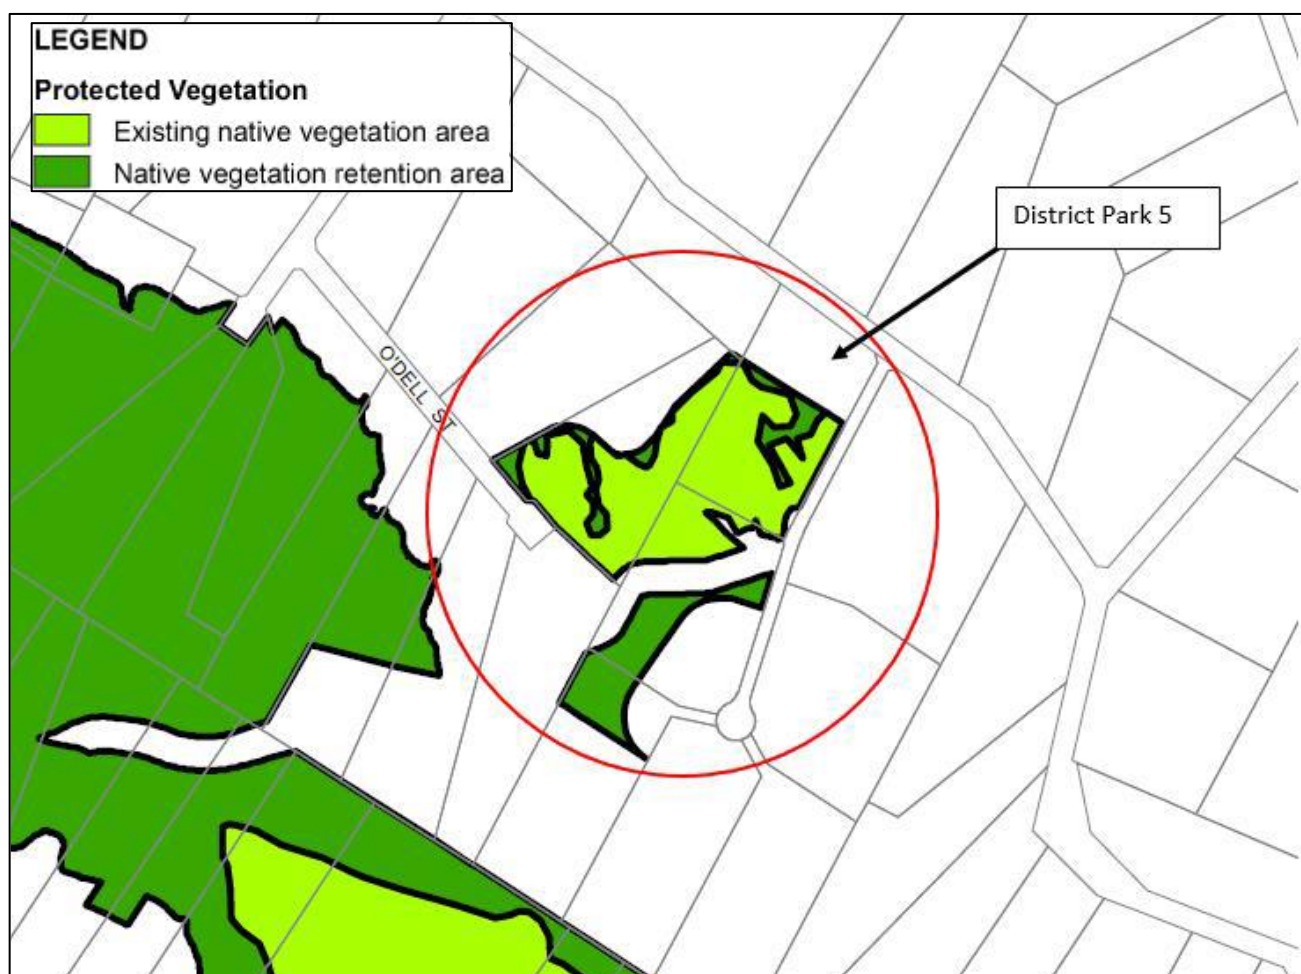 LEGEND
Protected Vegetation
Existing native vegetation area
Native vegetation retention area
District Park 5
O'DELL ST